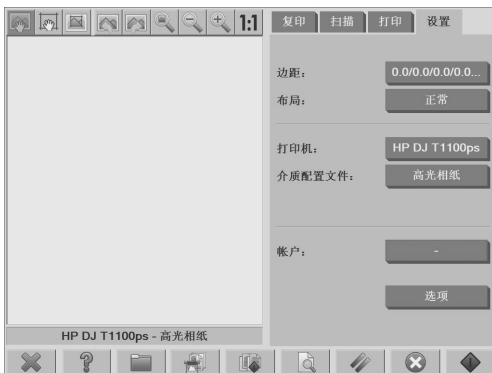 1:1
复印 扫描 打印 设置
边距: 0.0/0.0/0.0/0.0...
布局: 正常
打印机: HP DJ T1100ps
介质配置文件: 高光相纸
帐户: -
选项
HP DJ T1100ps - 高光相纸